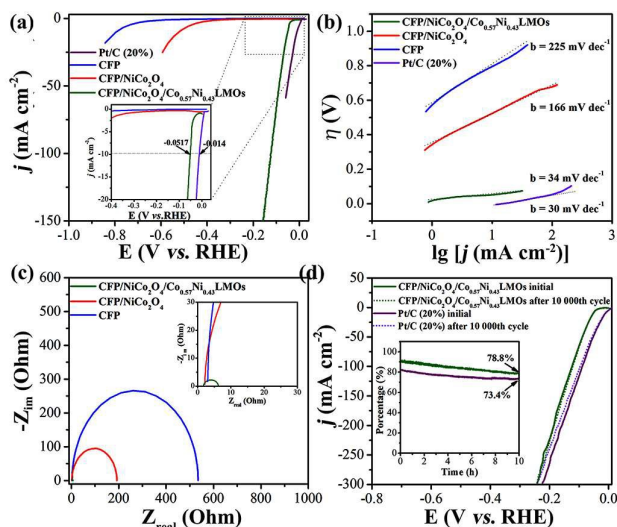 (a)
j (mA cm-2)
0
-25
-50
-75
-100
-125
-150
Pt/C (20%)
CFP
CFP/NiCo2O4
CFP/NiCo2O4/Co0.57Ni0.43LMOs
j (mA cm-2)
0
-5
-10
-15
-20
-0.0517
-0.014
-0.4 -0.3 -0.2 -0.1 0.0
E (V vs.RHE)
-1.0 -0.8 -0.6 -0.4 -0.2 0.0
E (V vs. RHE)
(b)
η (V)
1.2
0.9
0.6
0.3
0.0
CFP/NiCo2O4/Co0.57Ni0.43LMOs
CFP/NiCo2O4
CFP
Pt/C (20%)
b = 225 mV dec-1
b = 166 mV dec-1
b = 34 mV dec-1
b = 30 mV dec-1
-1 0 1 2 3
lg [j (mA cm-2)]
(c)
-Zim (Ohm)
600
500
400
300
200
100
0
CFP/NiCo2O4/Co0.57Ni0.43LMOs
CFP/NiCo2O4
CFP
-Zim (Ohm)
30
20
10
0
0 10 20 30
Zreal (Ohm)
0 200 400 600 800 1000
Zreal (Ohm)
(d)
j (mA cm-2)
0
-50
-100
-150
-200
-250
-300
CFP/NiCo2O4/Co0.57Ni0.43LMOs initial
CFP/NiCo2O4/Co0.57Ni0.43LMOs after 10 000th cycle
Pt/C (20%) inilial
Pt/C (20%) after 10 000th cycle
Percentage (%)
100
80
60
40
20
0
78.8%
73.4%
0 2 4 6 8 10
Time (h)
-0.8 -0.6 -0.4 -0.2 0.0
E (V vs. RHE)